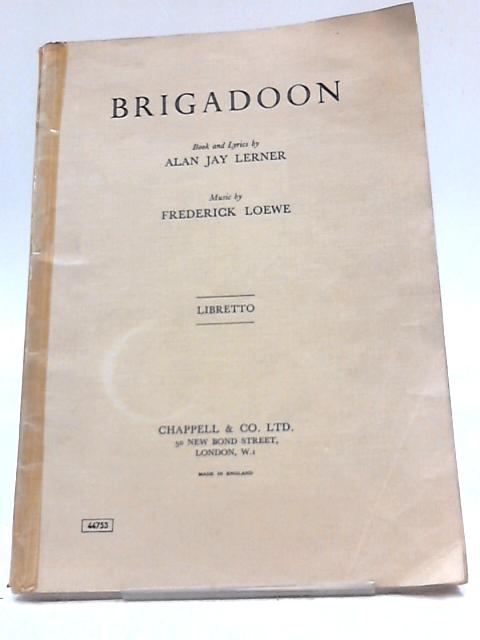 BRIGADOON
Book and Lyrics by
ALAN JAY LERNER
Music by
FREDERICK LOEWE
LIBRETTO
CHAPPELL & CO. LTD.
50 NEW BOND STREET,
LONDON, W.1
MADE IN ENGLAND
44753